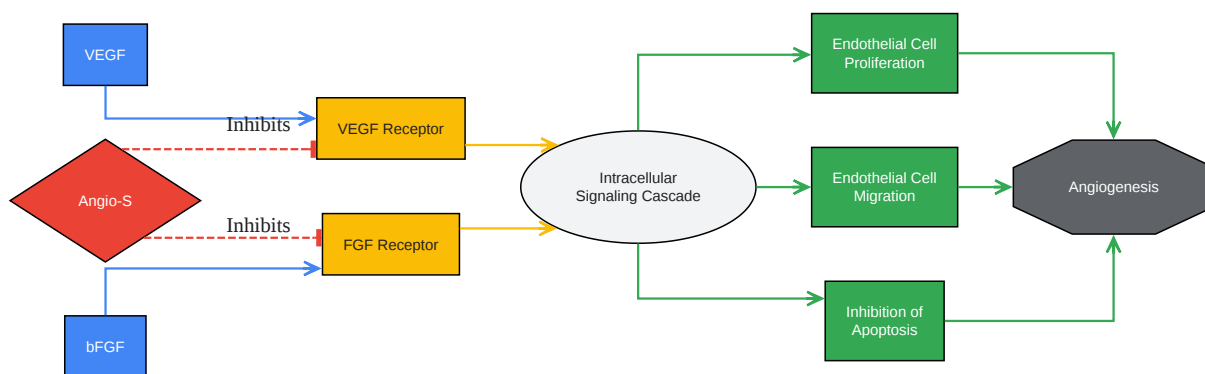 VEGF
Inhibits
VEGF Receptor
Angio-S
Inhibits
FGF Receptor
bFGF
Intracellular
Signaling Cascade
Endothelial Cell
Proliferation
Endothelial Cell
Migration
Inhibition of
Apoptosis
Angiogenesis